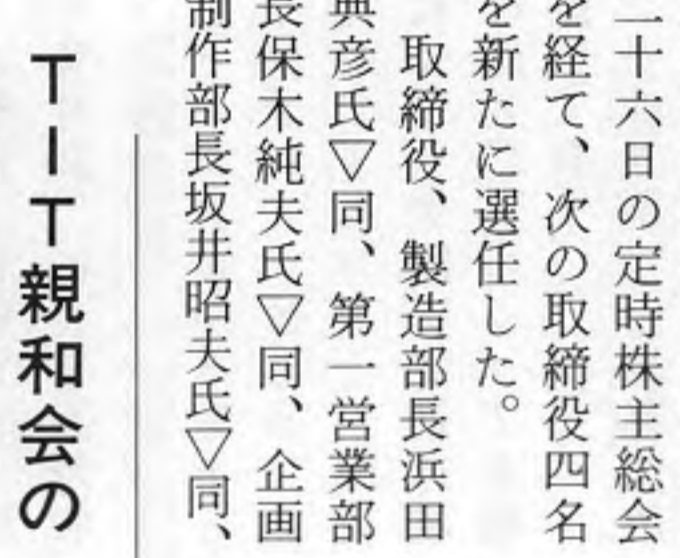 二十六日の定時株主総会
を経て、次の取締役四名
を新たに選任した。
取締役、製造部長浜田
典彦氏▽同、第一営業部
長保木純夫氏▽同、企画
制作部長坂井昭夫氏▽同、
TIT親和会の